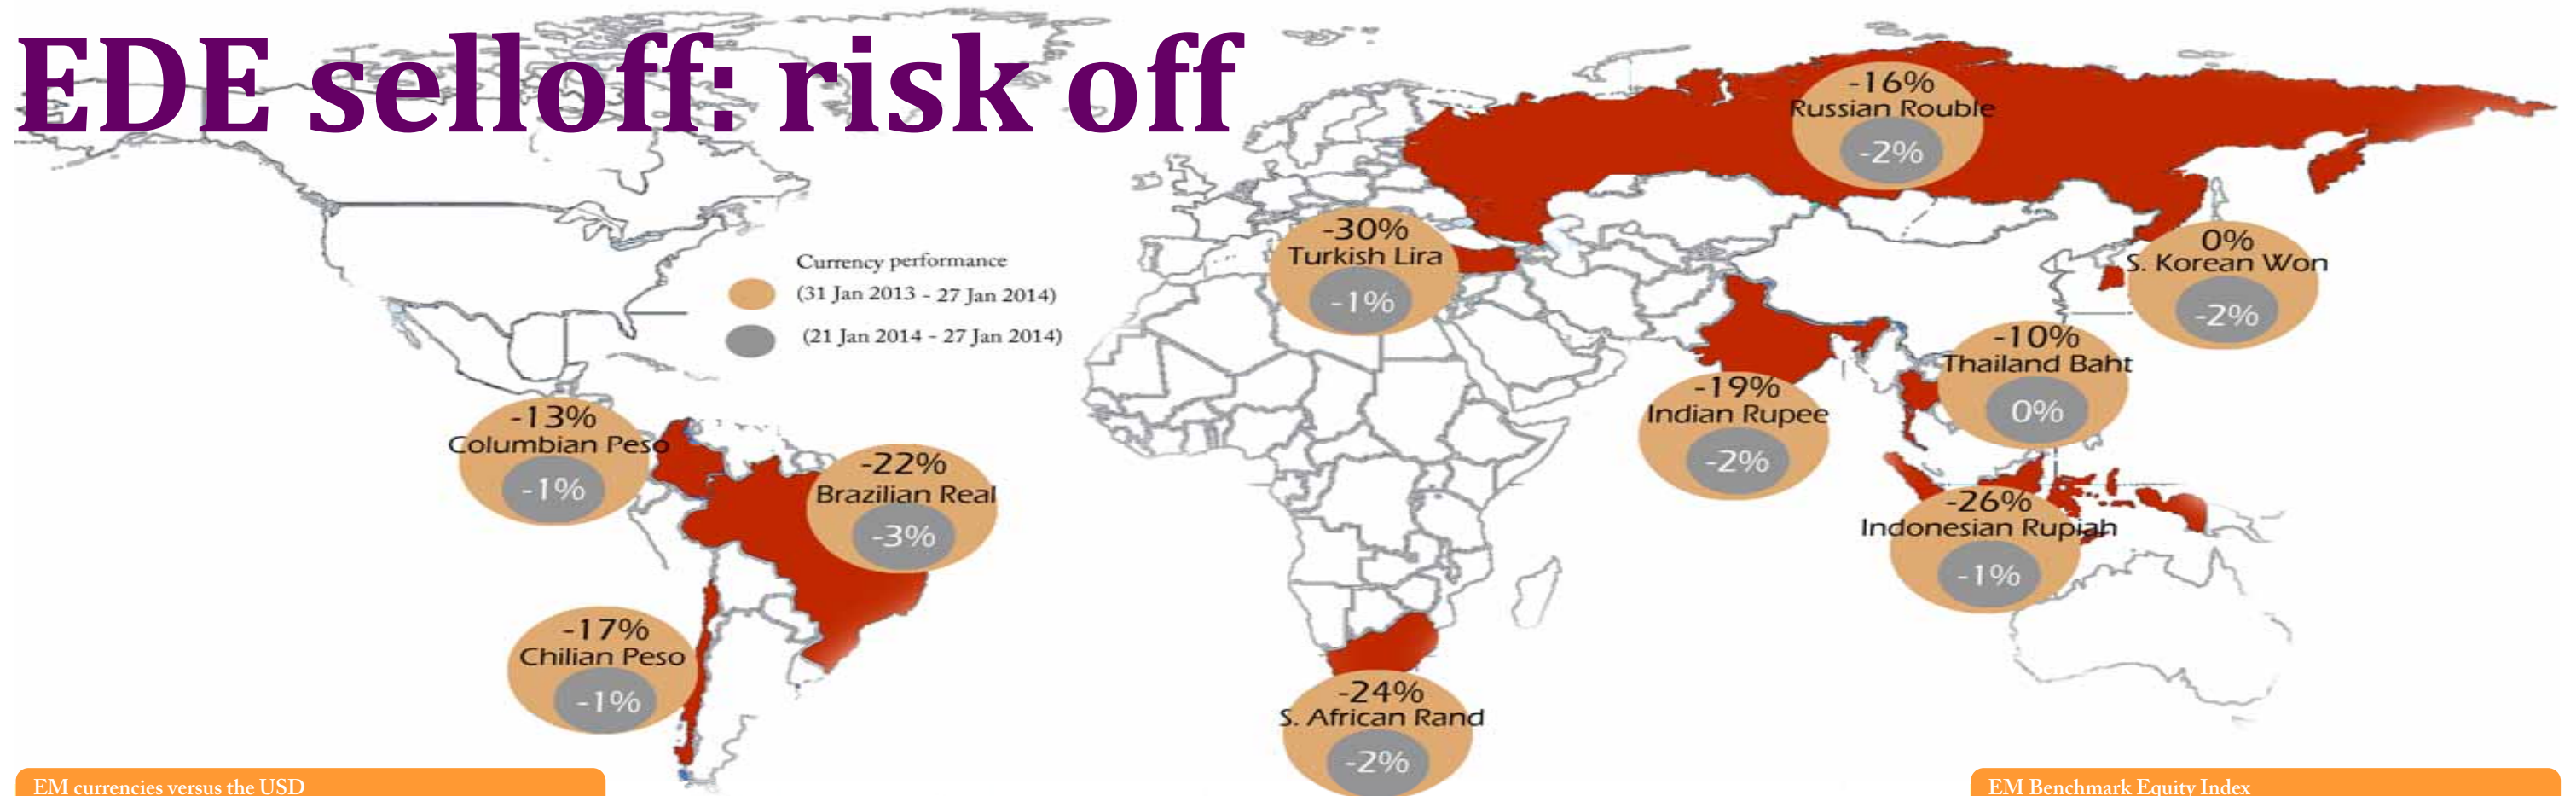 EDE selloff: risk off
-16%
Russian Rouble
-2%
-30%
Turkish Lira
-1%
0%
S. Korean Won
-2%
Currency performance
(31 Jan 2013 - 27 Jan 2014)
(21 Jan 2014 - 27 Jan 2014)
-10%
Thailand Baht
0%
-19%
Indian Rupee
-2%
-13%
Columbian Peso
-1%
-22%
Brazilian Real
-3%
-26%
Indonesian Rupiah
-1%
-17%
Chilian Peso
-1%
-24%
S. African Rand
-2%
EM currencies versus the USD
EM Benchmark Equity Index